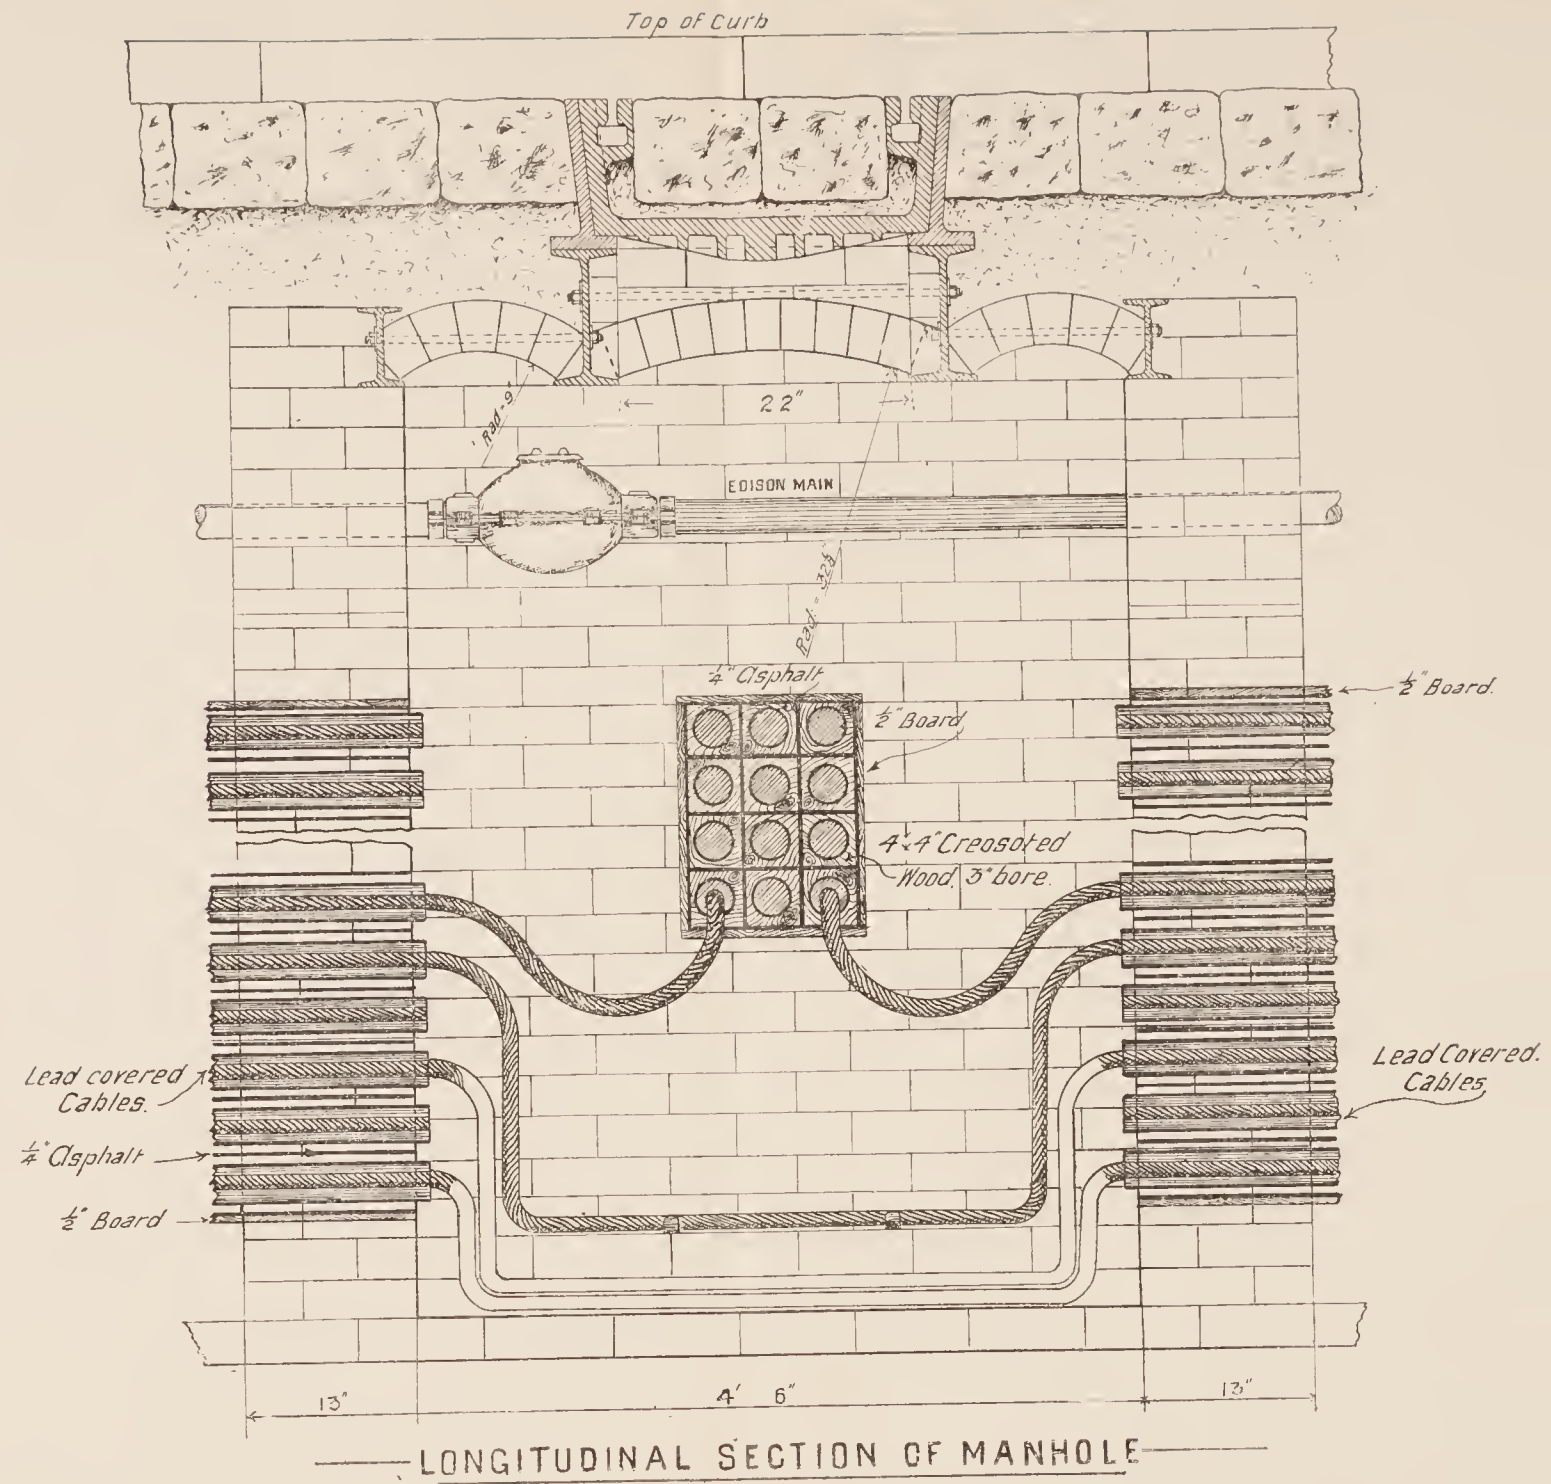 Top of Curb
22"
Rad = 9"
EDISON MAIN
¼" Asphalt
½" Board.
½" Board
4"x4" Creosoted
Wood, 3" bore.
Lead covered
Cables.
Lead Covered.
Cables
¼" Asphalt
½" Board
13"
4' 6"
13"
LONGITUDINAL SECTION OF MANHOLE